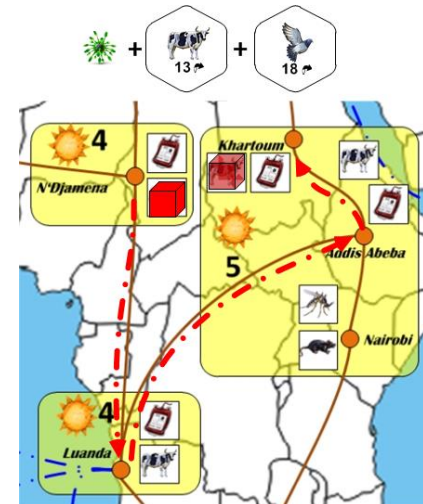 +
+
13
18
4
N'Djamena
Khartoum
5
Addis Abeba
Nairobi
4
Luanda